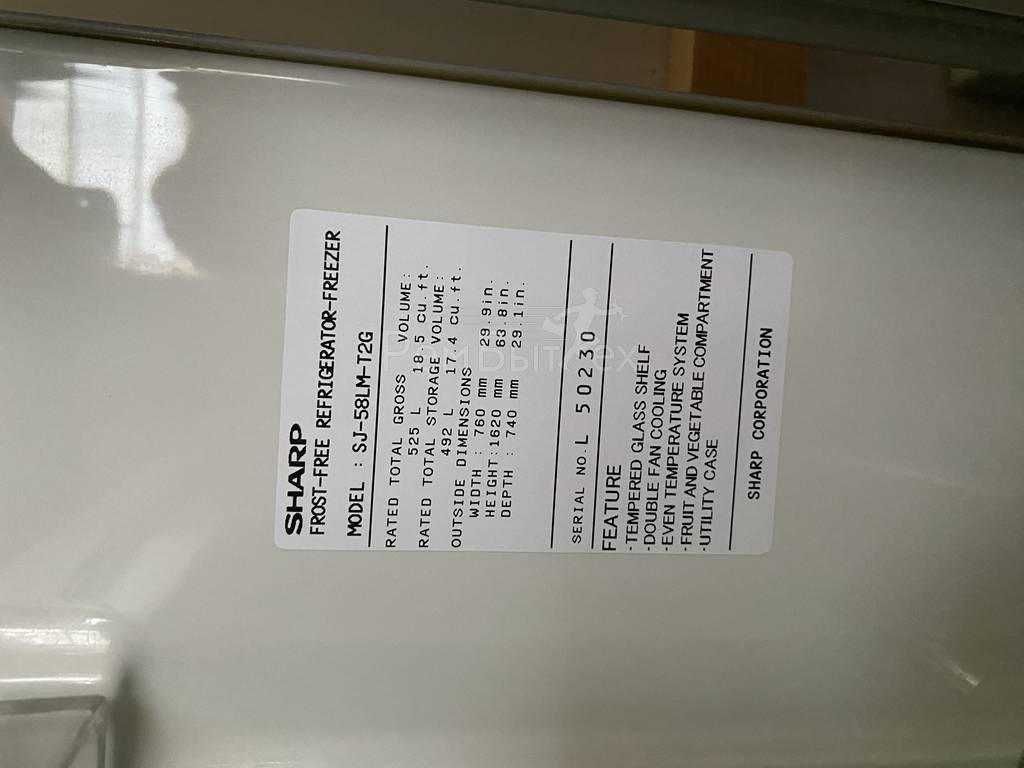 SHARP
FROST-FREE REFRIGERATOR-FREEZER
MODEL : SJ-58LM-T2G
RATED TOTAL GROSS VOLUME:
525 L 18.5 cu.ft.
RATED TOTAL STORAGE VOLUME:
492 L 17.4 cu.ft.
OUTSIDE DIMENSIONS
WIDTH : 760 mm 29.9in.
HEIGHT:1620 mm 63.8in.
DEPTH : 740 mm 29.1in.
SERIAL NO. L 50230
FEATURE
·TEMPERED GLASS SHELF
·DOUBLE FAN COOLING
·EVEN TEMPERATURE SYSTEM
·FRUIT AND VEGETABLE COMPARTMENT
·UTILITY CASE
SHARP CORPORATION
РемБытТех